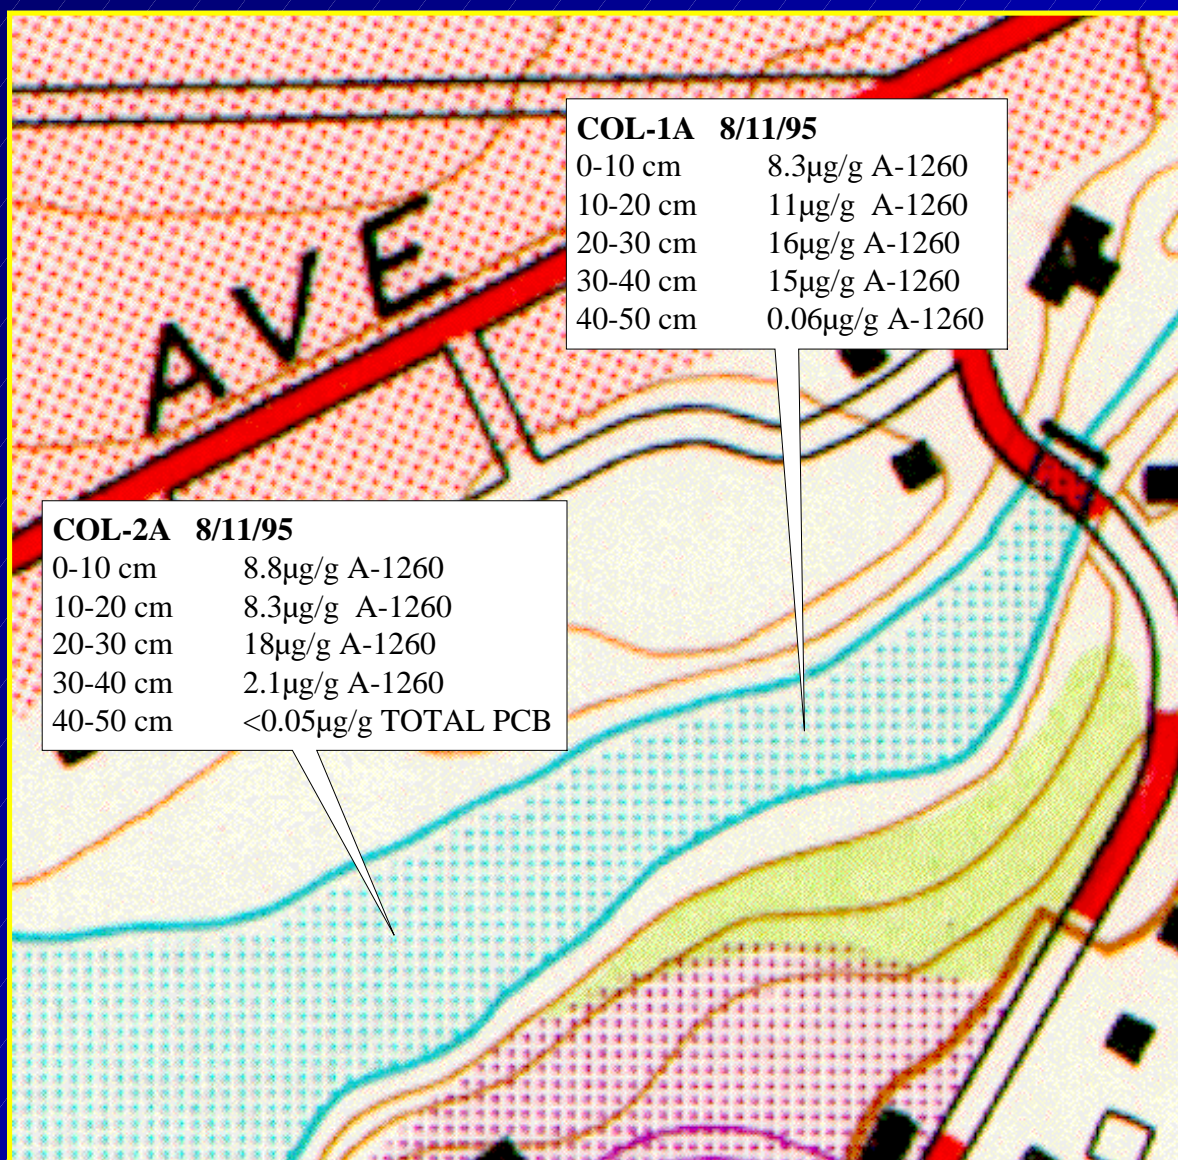 COL-1A 8/11/95
0-10 cm 8.3µg/g A-1260
10-20 cm 11µg/g A-1260
20-30 cm 16µg/g A-1260
30-40 cm 15µg/g A-1260
40-50 cm 0.06µg/g A-1260
AVE
COL-2A 8/11/95
0-10 cm 8.8µg/g A-1260
10-20 cm 8.3µg/g A-1260
20-30 cm 18µg/g A-1260
30-40 cm 2.1µg/g A-1260
40-50 cm <0.05µg/g TOTAL PCB